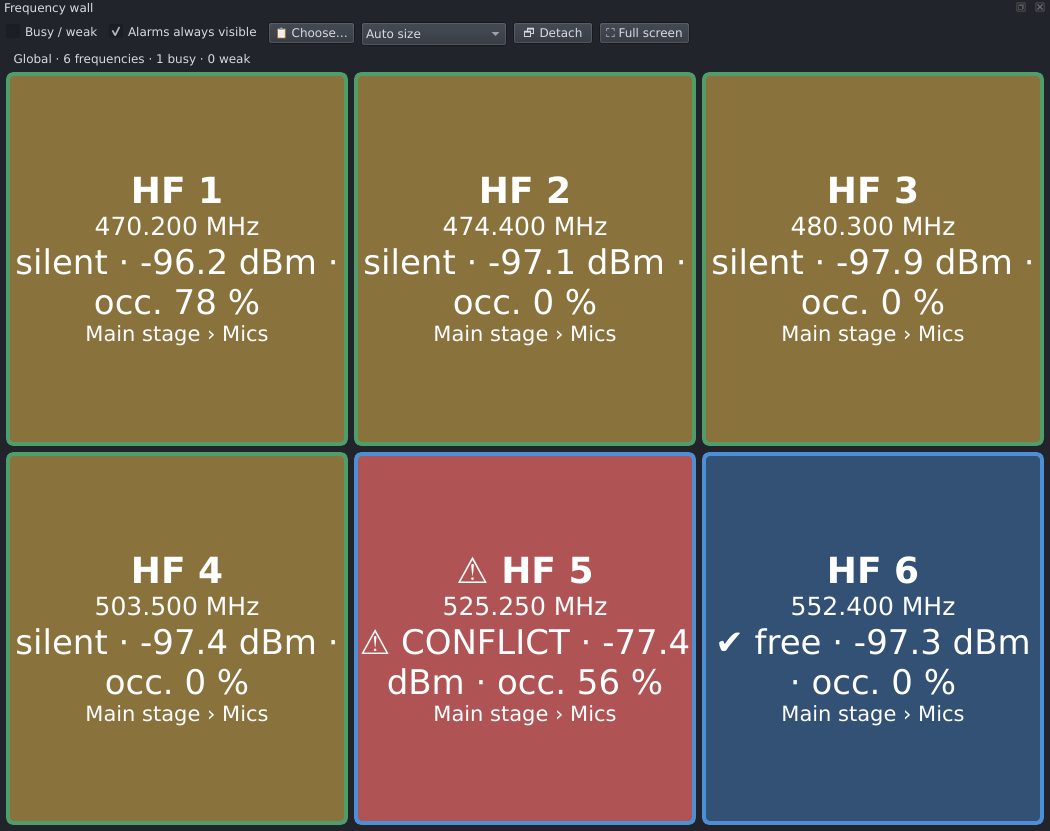 Frequency wall
Busy / weak ✓ Alarms always visible 📋 Choose... Auto size 🗗 Detach ⛶ Full screen
Global · 6 frequencies · 1 busy · 0 weak
HF 1
470.200 MHz
silent · -96.2 dBm ·
occ. 78 %
Main stage › Mics
HF 2
474.400 MHz
silent · -97.1 dBm ·
occ. 0 %
Main stage › Mics
HF 3
480.300 MHz
silent · -97.9 dBm ·
occ. 0 %
Main stage › Mics
HF 4
503.500 MHz
silent · -97.4 dBm ·
occ. 0 %
Main stage › Mics
⚠ HF 5
525.250 MHz
⚠ CONFLICT · -77.4
dBm · occ. 56 %
Main stage › Mics
HF 6
552.400 MHz
✔ free · -97.3 dBm
· occ. 0 %
Main stage › Mics